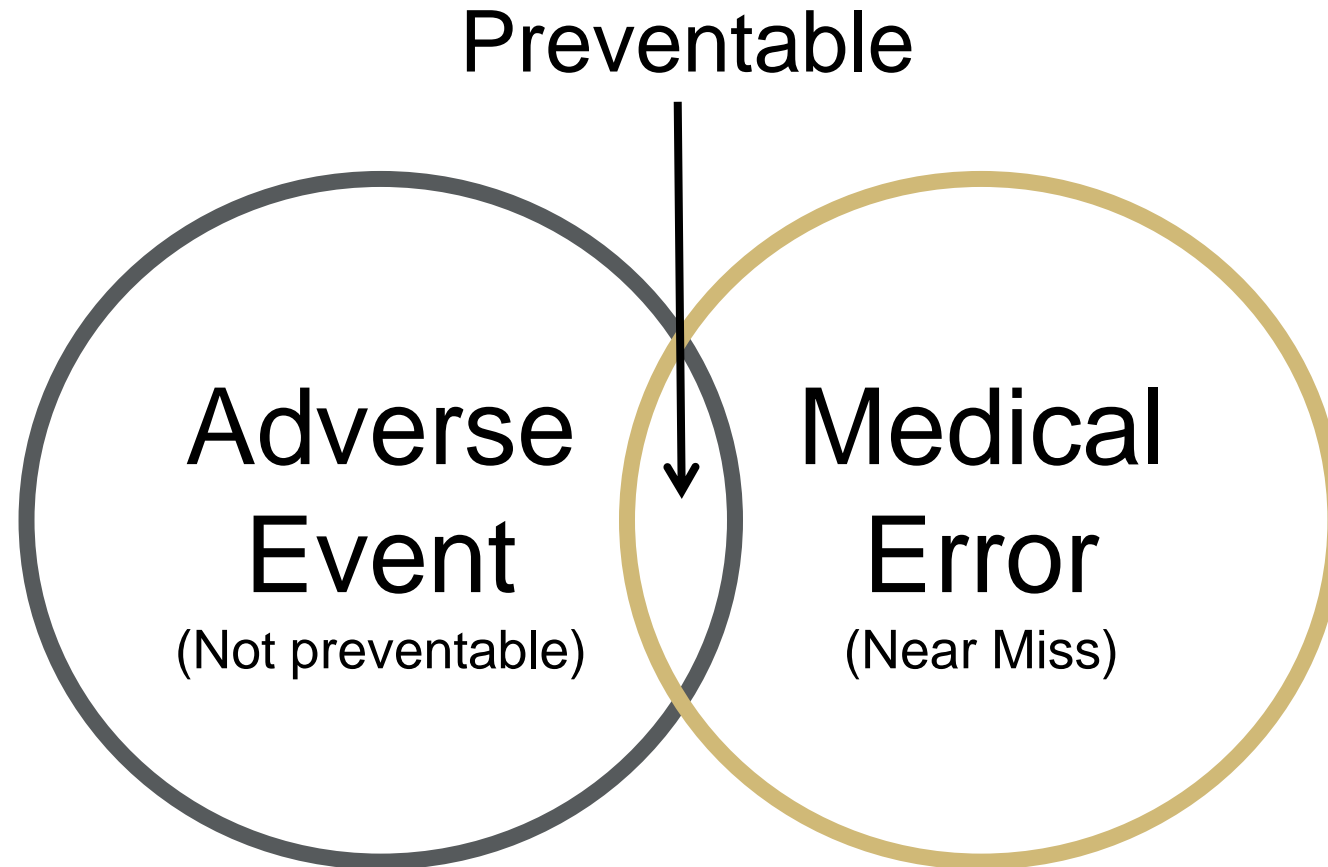 Preventable
Adverse
Event
(Not preventable)
Medical
Error
(Near Miss)